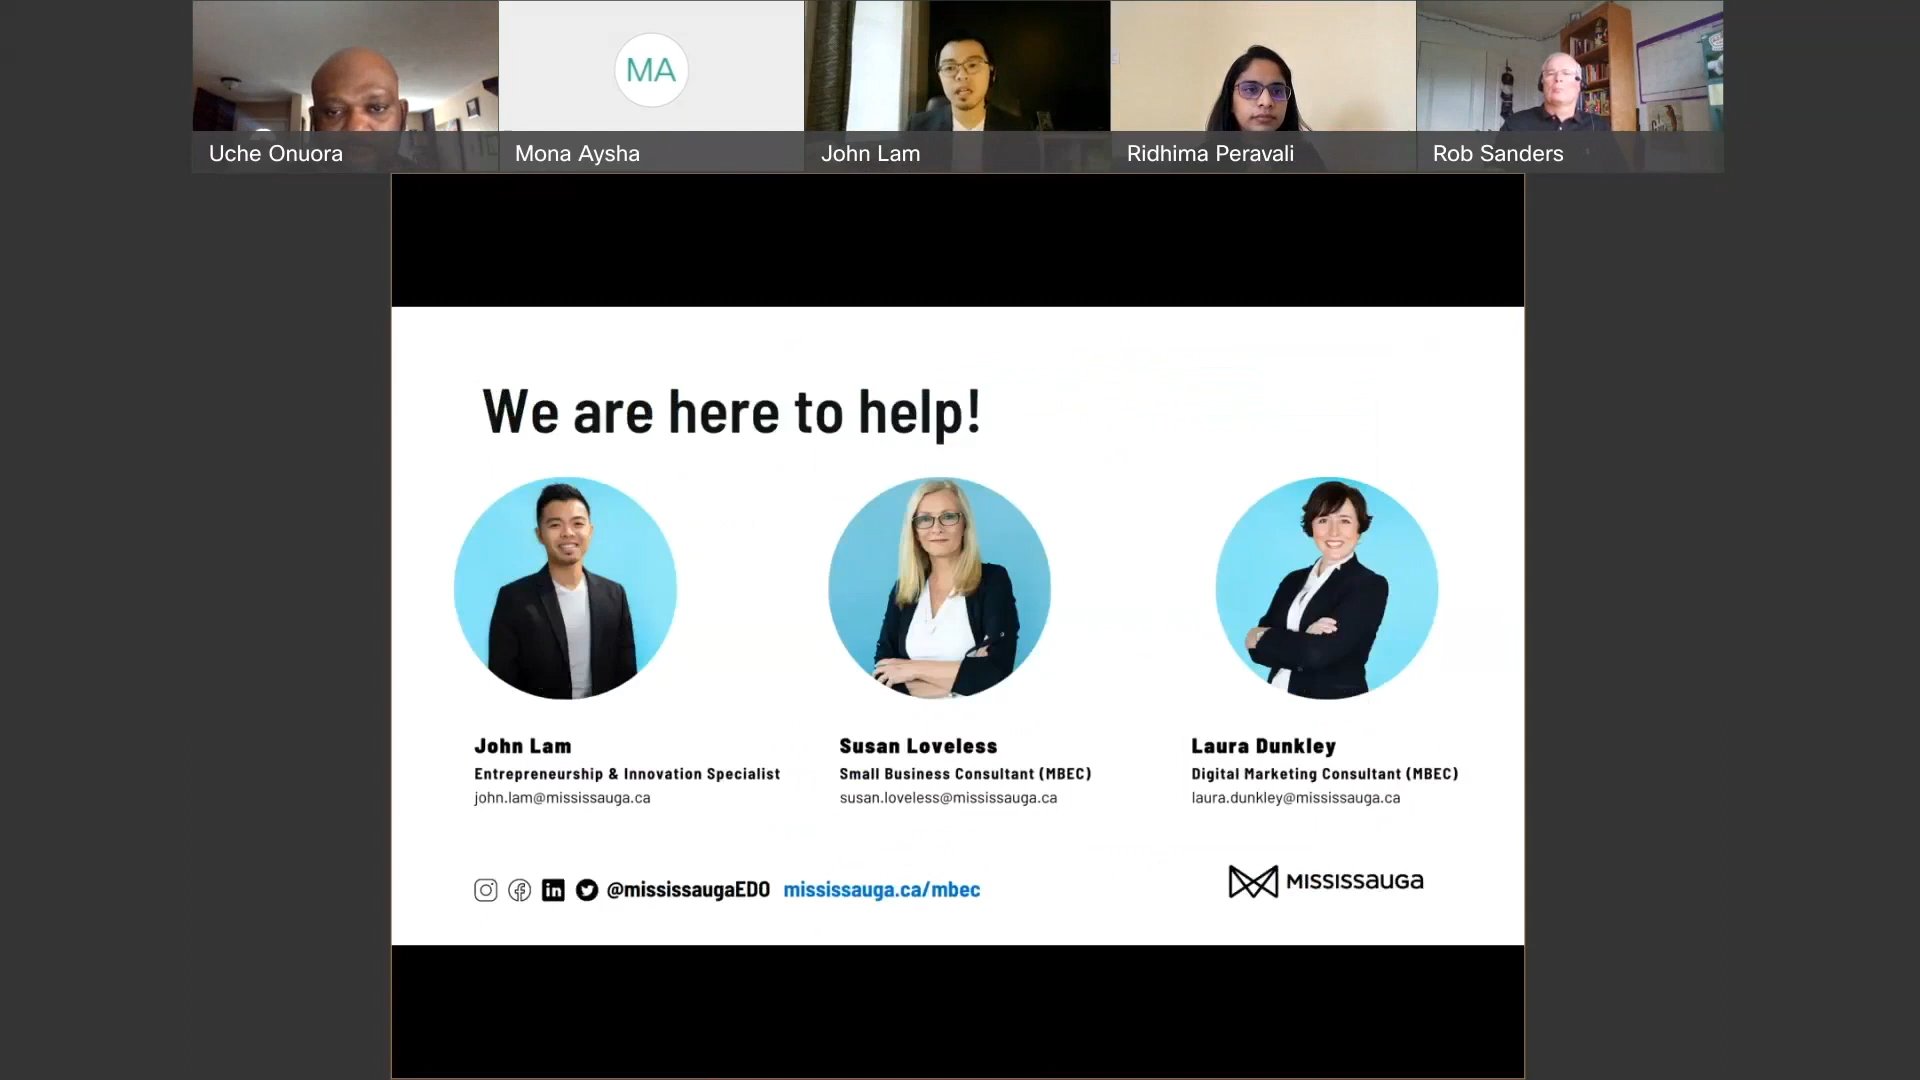 MA
Uche Onuora
Mona Aysha
John Lam
Ridhima Peravali
Rob Sanders
We are here to help!
John Lam
Entrepreneurship & Innovation Specialist
john.lam@mississauga.ca
Susan Loveless
Small Business Consultant (MBEC)
susan.loveless@mississauga.ca
Laura Dunkley
Digital Marketing Consultant (MBEC)
laura.dunkley@mississauga.ca
@mississaugaEDO mississauga.ca/mbec
MISSISSAUGA